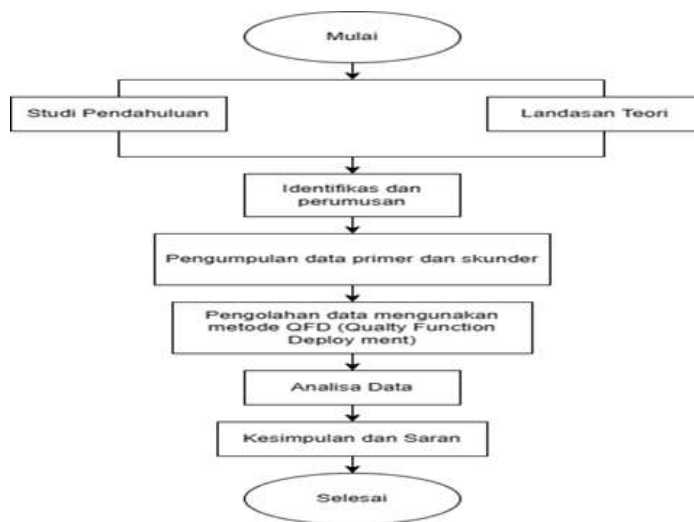 Mulai
Studi Pendahuluan
Landasan Teori
Identifikas dan
perumusan
Pengumpulan data primer dan skunder
Pengolahan data mengunakan
metode QFD (Qualty Function
Deploy ment)
Analisa Data
Kesimpulan dan Saran
Selesai